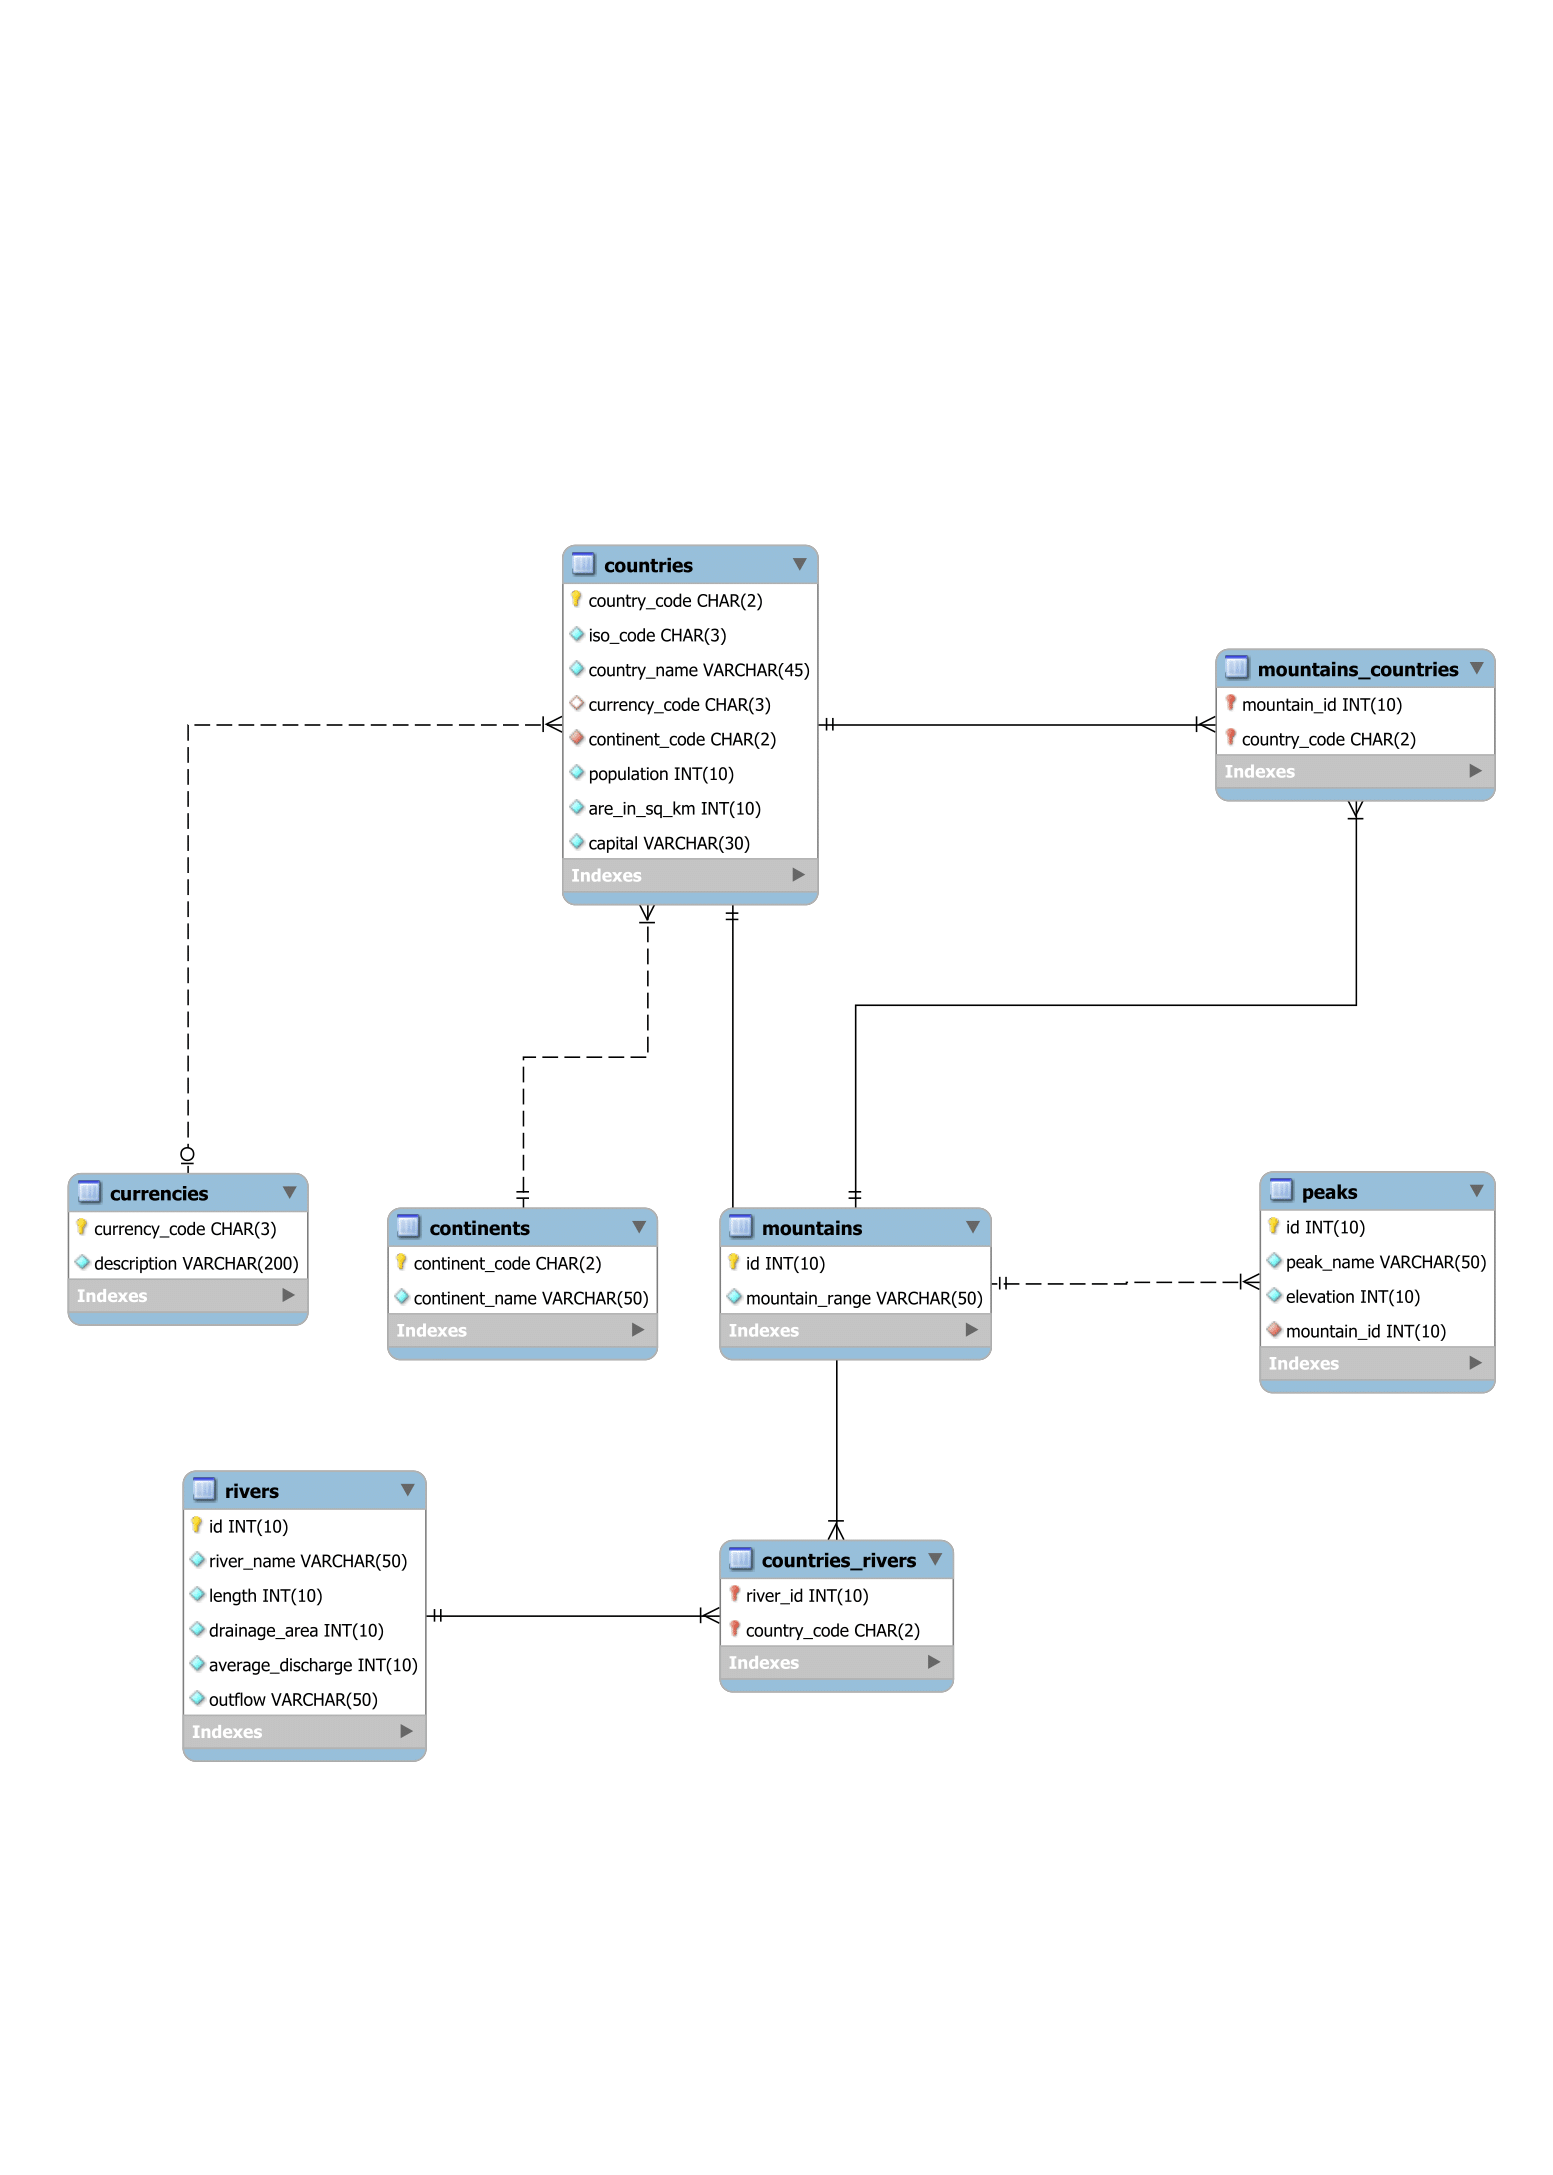 countries
country_code CHAR(2)
iso_code CHAR(3)
country_name VARCHAR(45)
currency_code CHAR(3)
continent_code CHAR(2)
population INT(10)
are_in_sq_km INT(10)
capital VARCHAR(30)
Indexes
mountains_countries
mountain_id INT(10)
country_code CHAR(2)
Indexes
currencies
currency_code CHAR(3)
description VARCHAR(200)
Indexes
continents
continent_code CHAR(2)
continent_name VARCHAR(50)
Indexes
mountains
id INT(10)
mountain_range VARCHAR(50)
Indexes
peaks
id INT(10)
peak_name VARCHAR(50)
elevation INT(10)
mountain_id INT(10)
Indexes
rivers
id INT(10)
river_name VARCHAR(50)
length INT(10)
drainage_area INT(10)
average_discharge INT(10)
outflow VARCHAR(50)
Indexes
countries_rivers
river_id INT(10)
country_code CHAR(2)
Indexes